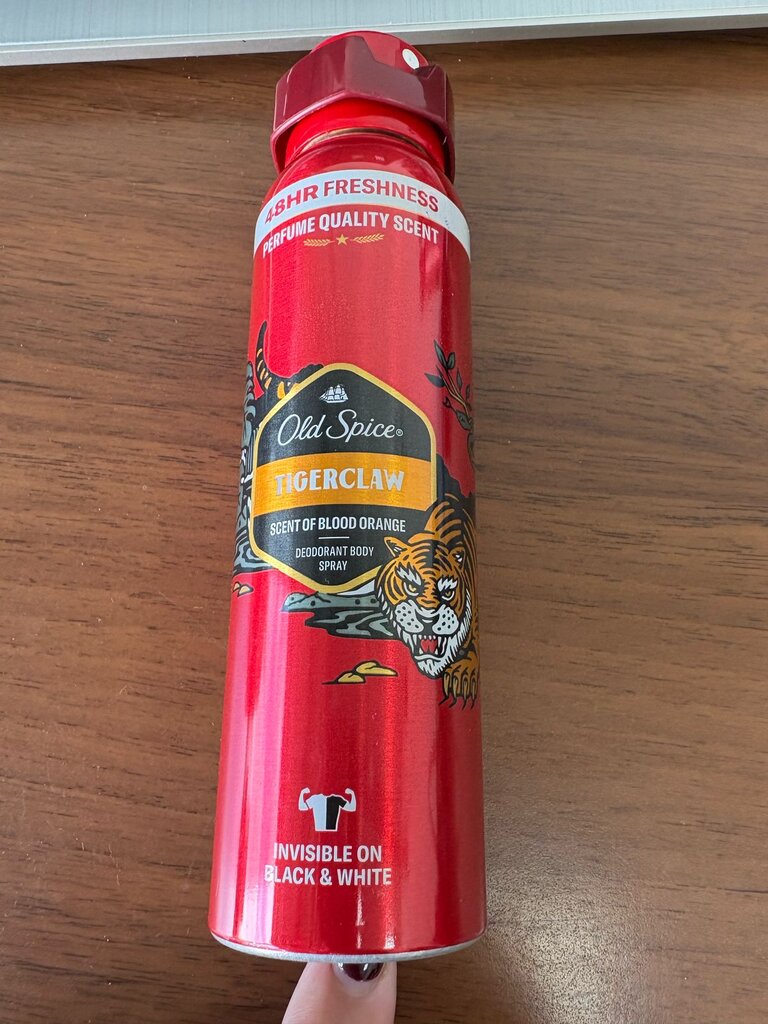 48HR FRESHNESS
PERFUME QUALITY SCENT
Old Spice®
TIGERCLAW
SCENT OF BLOOD ORANGE
DEODORANT BODY
SPRAY
INVISIBLE ON
BLACK & WHITE